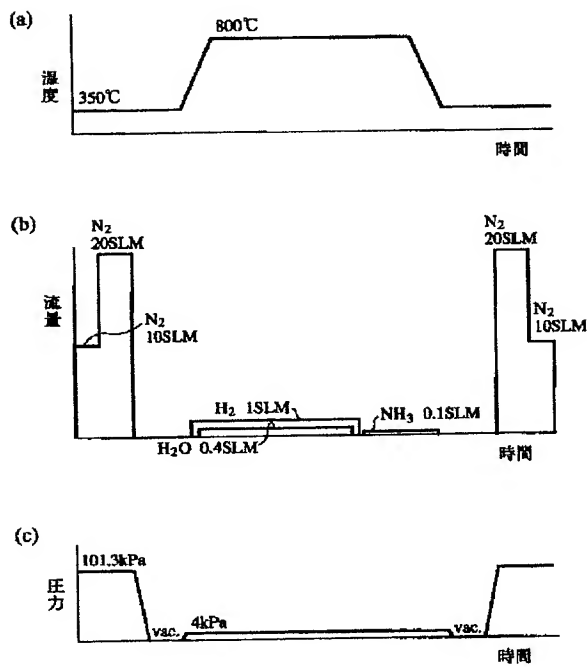 (a)
800℃
温度
350℃
時間
(b)
N2
20SLM
N2
20SLM
流量
N2
10SLM
N2
10SLM
H2 1SLM
NH3 0.1SLM
H2O 0.4SLM
時間
(c)
101.3kPa
圧力
vac.
4kPa
vac.
時間